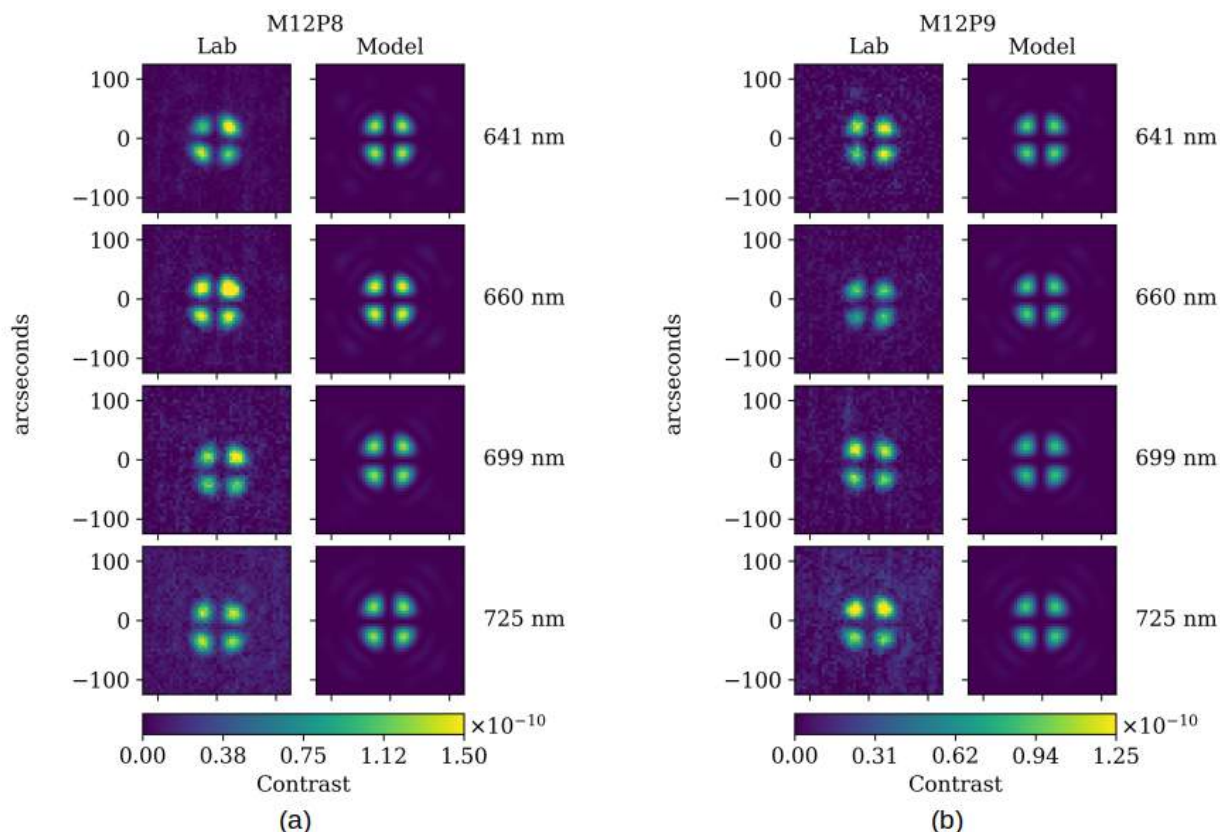 M12P8
Lab Model
100
0
−100
641 nm
100
0
−100
660 nm
100
0
−100
699 nm
100
0
−100
725 nm
arcseconds
×10−10
0.00 0.38 0.75 1.12 1.50
Contrast
(a)
M12P9
Lab Model
100
0
−100
641 nm
100
0
−100
660 nm
100
0
−100
699 nm
100
0
−100
725 nm
arcseconds
×10−10
0.00 0.31 0.62 0.94 1.25
Contrast
(b)